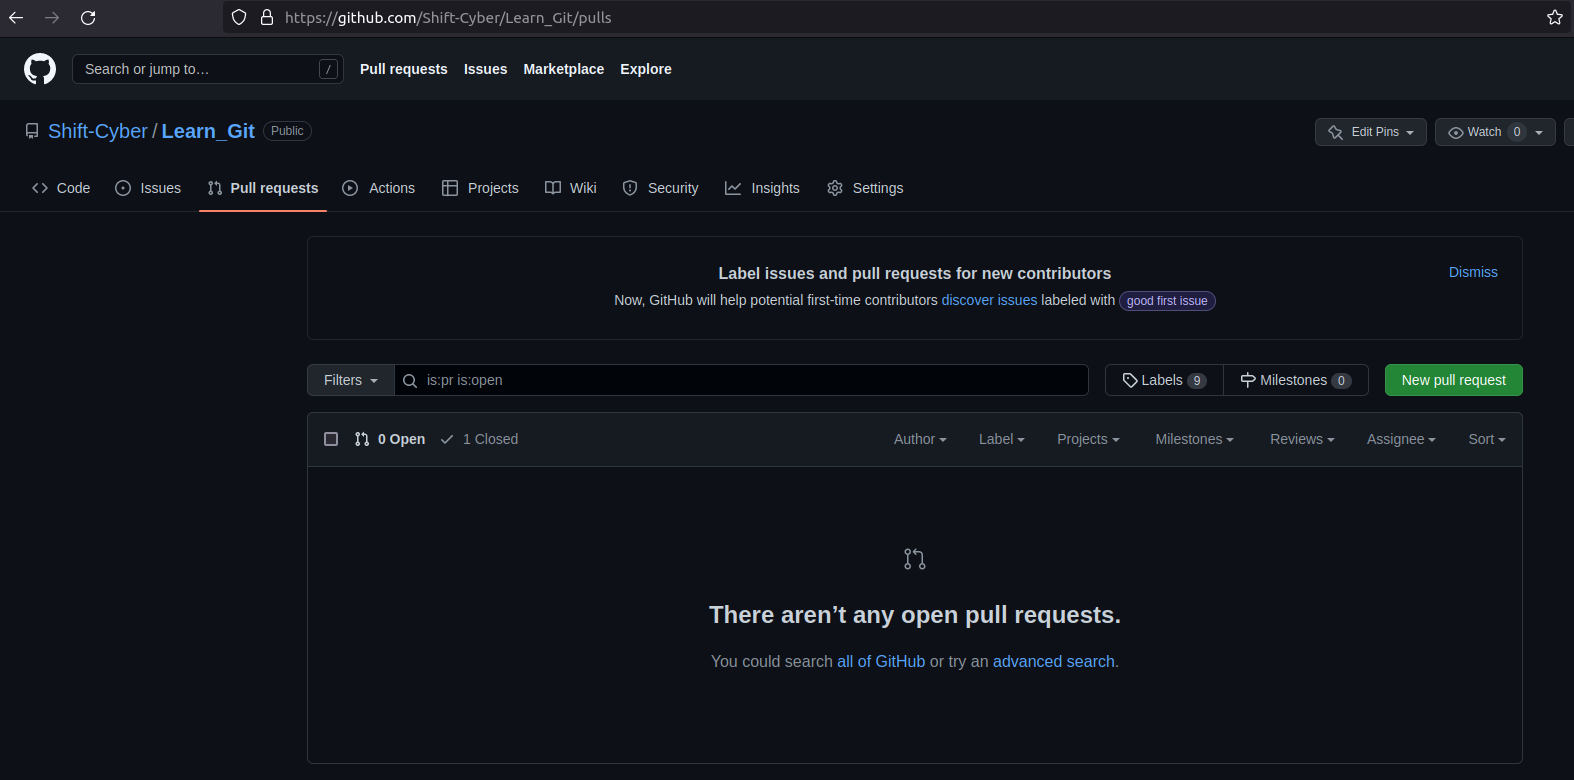 https://github.com/Shift-Cyber/Learn_Git/pulls
Search or jump to… / Pull requests Issues Marketplace Explore
Shift-Cyber / Learn_Git Public Edit Pins Watch 0
Code Issues Pull requests Actions Projects Wiki Security Insights Settings
Label issues and pull requests for new contributors Dismiss
Now, GitHub will help potential first-time contributors discover issues labeled with good first issue
Filters is:pr is:open Labels 9 Milestones 0 New pull request
0 Open 1 Closed Author Label Projects Milestones Reviews Assignee Sort
There aren’t any open pull requests.
You could search all of GitHub or try an advanced search.